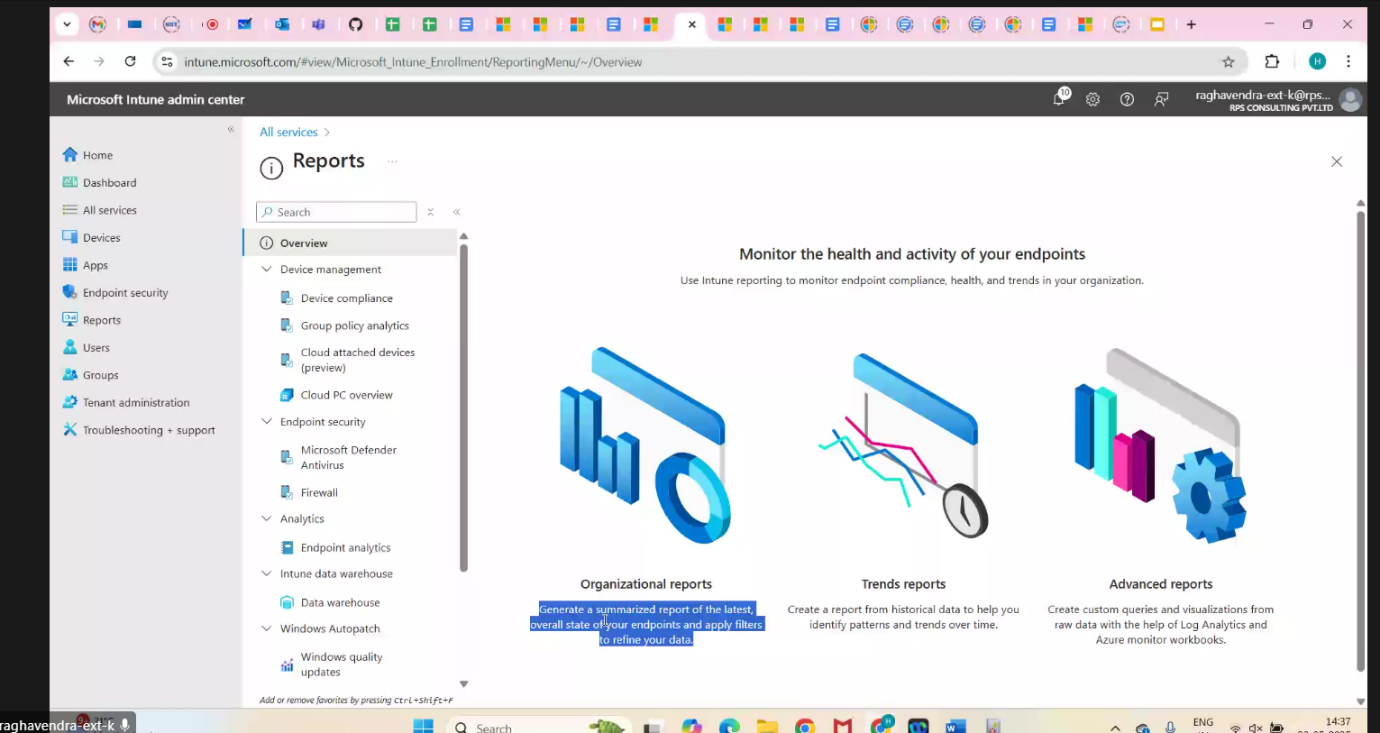 intune.microsoft.com/#view/Microsoft_Intune_Enrollment/ReportingMenu/~/Overview
H
Microsoft Intune admin center
10
raghavendra-ext-k@rps...
RPS CONSULTING PVT.LTD
«
Home
Dashboard
All services
Devices
Apps
Endpoint security
Reports
Users
Groups
Tenant administration
Troubleshooting + support
All services >
Reports ...
Search
«
Overview
Device management
Device compliance
Group policy analytics
Cloud attached devices
(preview)
Cloud PC overview
Endpoint security
Microsoft Defender
Antivirus
Firewall
Analytics
Endpoint analytics
Intune data warehouse
Data warehouse
Windows Autopatch
Windows quality
updates
Add or remove favorites by pressing Ctrl+Shift+F
Monitor the health and activity of your endpoints
Use Intune reporting to monitor endpoint compliance, health, and trends in your organization.
Organizational reports
Generate a summarized report of the latest,
overall state of your endpoints and apply filters
to refine your data.
Trends reports
Create a report from historical data to help you
identify patterns and trends over time.
Advanced reports
Create custom queries and visualizations from
raw data with the help of Log Analytics and
Azure monitor workbooks.
raghavendra-ext-k
Search
ENG
14:37